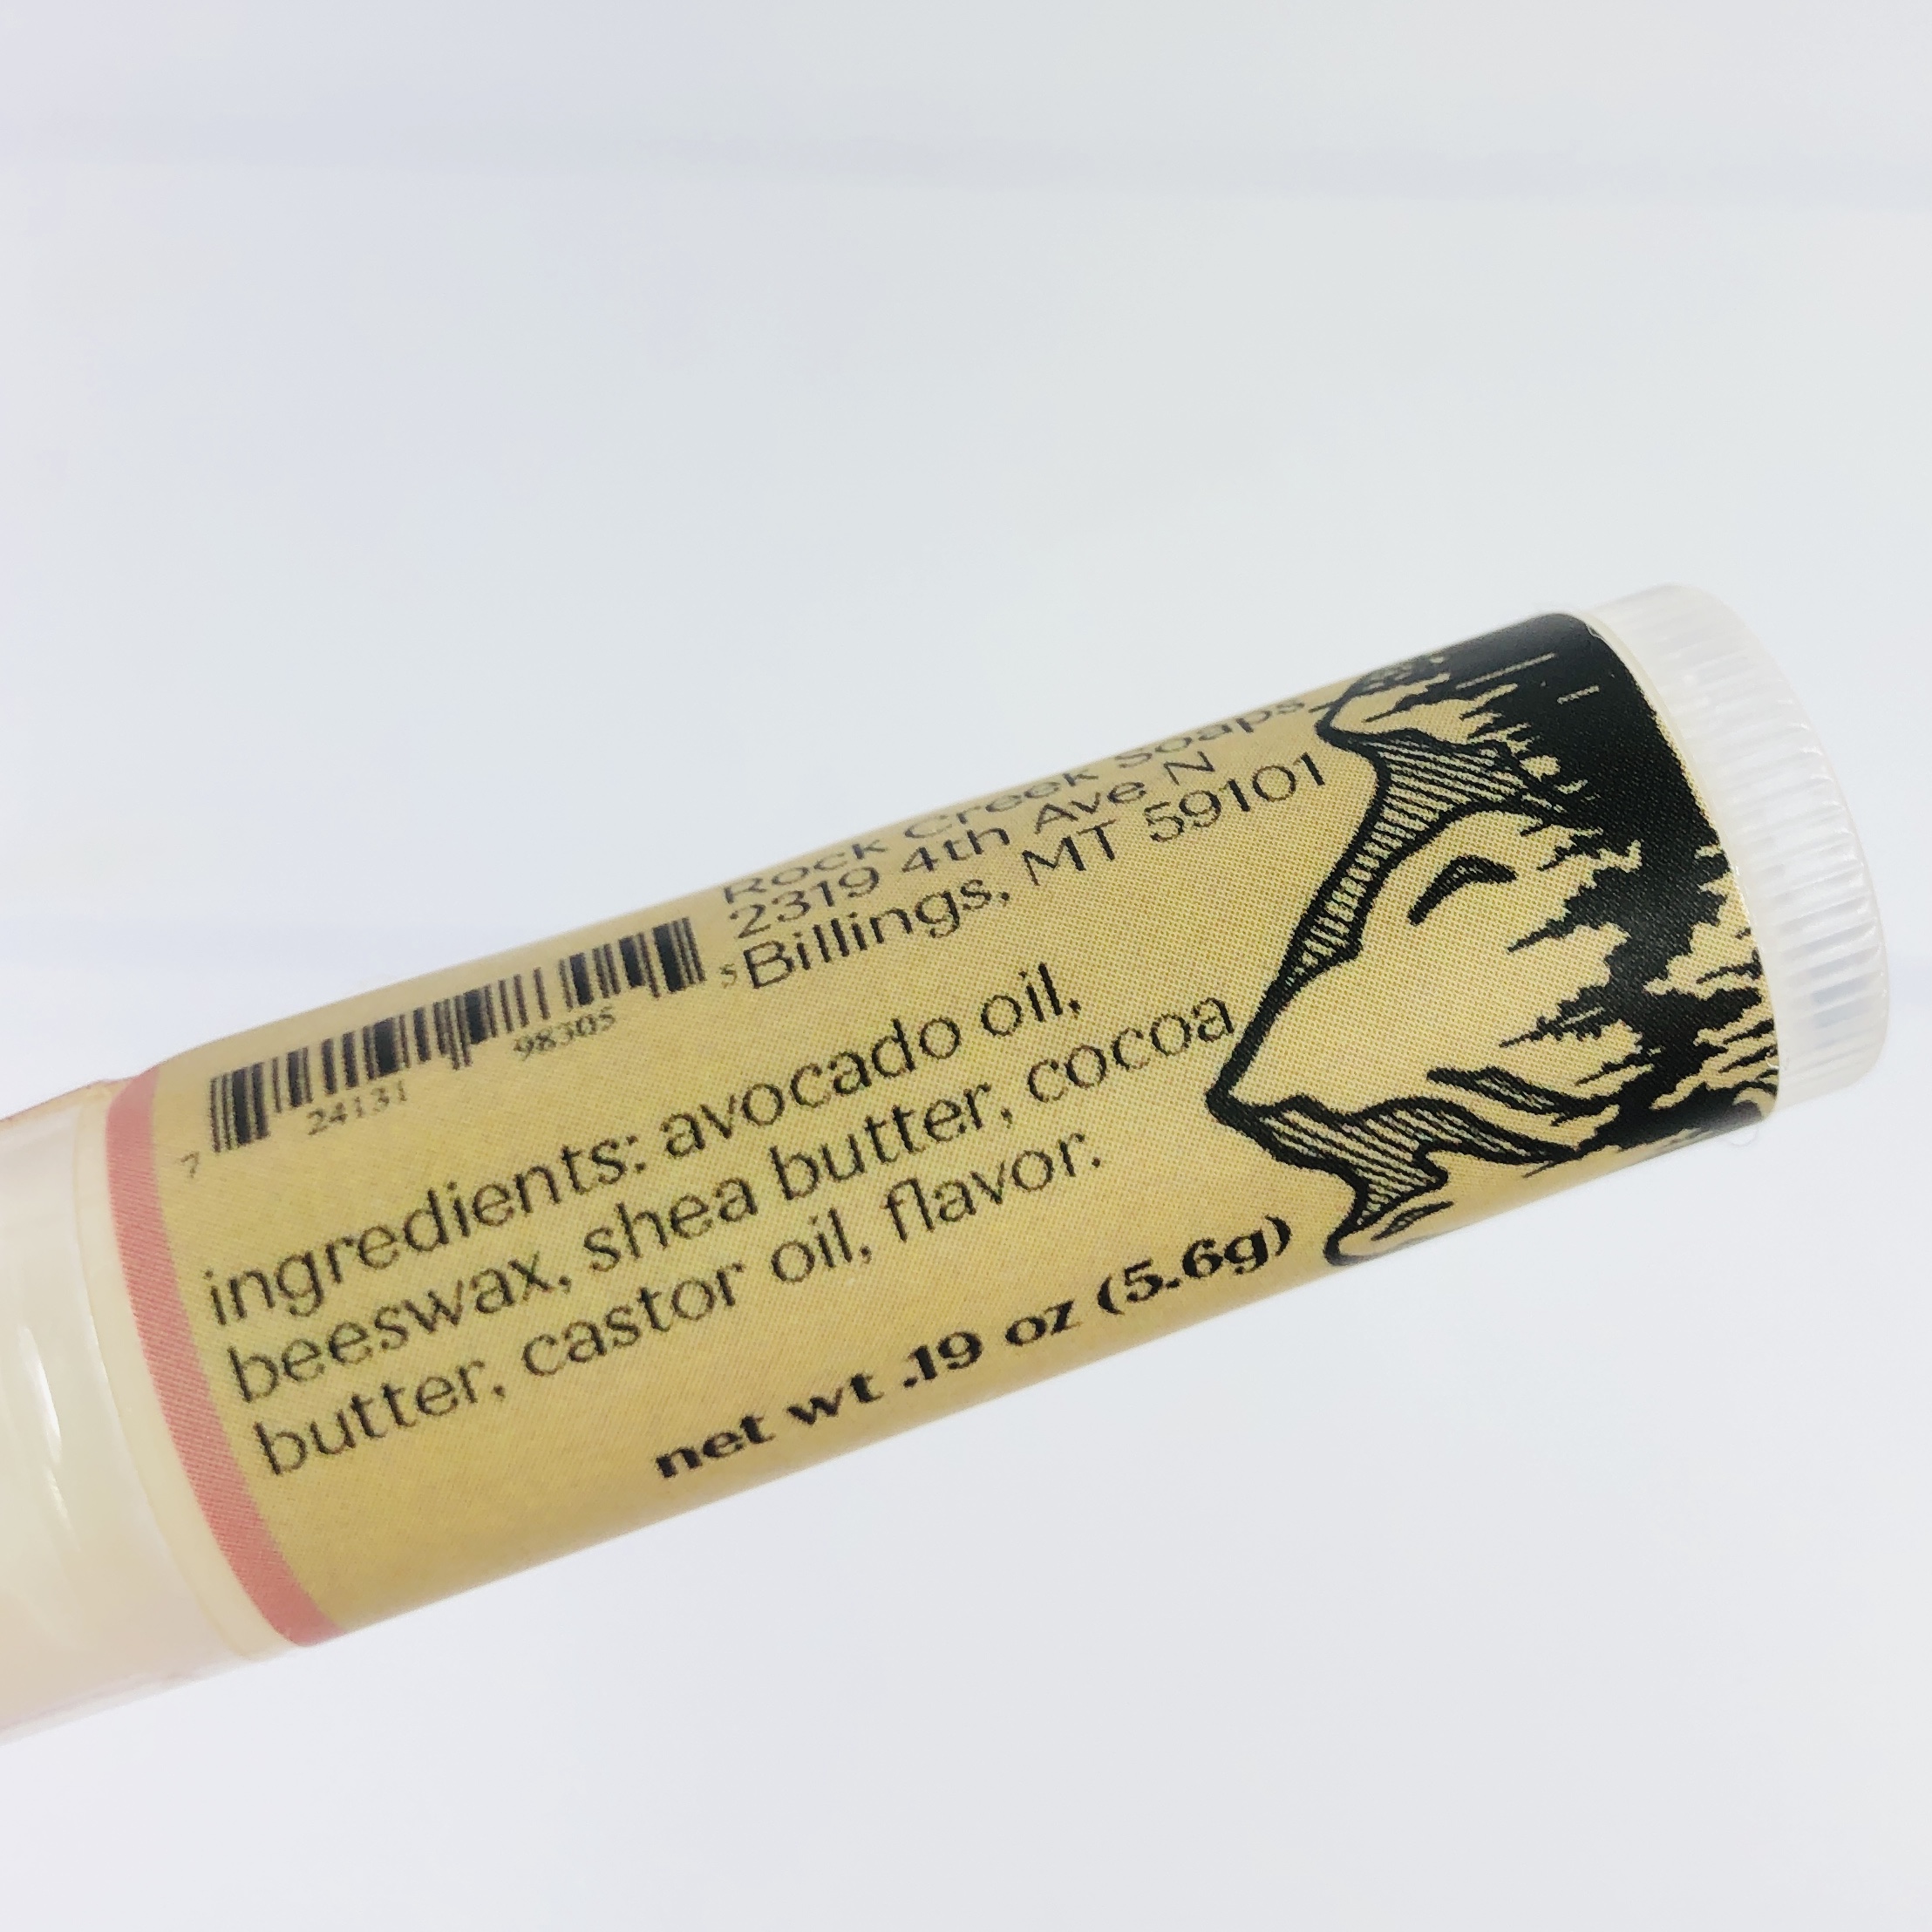 Rock Creek Soaps
2319 4th Ave N
Billings, MT 59101
7 24131 98305 5
ingredients: avocado oil,
beeswax, shea butter, cocoa
butter, castor oil, flavor.
net wt .19 oz (5.6g)